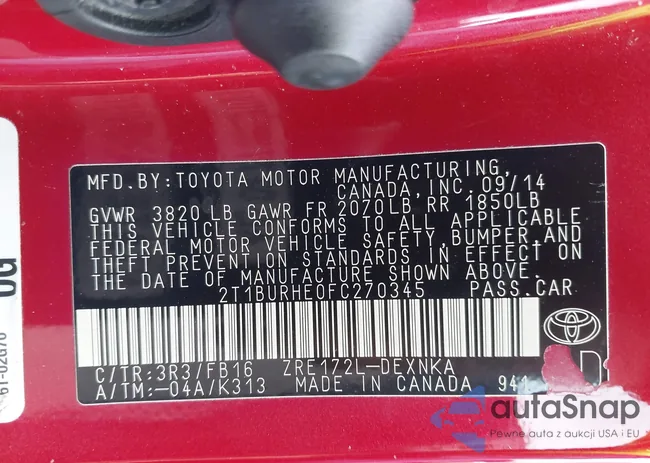 MFD.BY:TOYOTA MOTOR MANUFACTURING,
CANADA, INC. 09/14
GVWR 3820 LB GAWR FR 2070LB RR 1850LB
THIS VEHICLE CONFORMS TO ALL APPLICABLE
FEDERAL MOTOR VEHICLE SAFETY, BUMPER, AND
THEFT PREVENTION STANDARDS IN EFFECT ON
THE DATE OF MANUFACTURE SHOWN ABOVE.
2T1BURHE0FC270345 PASS.CAR
C/TR:3R3/FB16 ZRE172L-DEXNKA
A/TM:-04A/K313 MADE IN CANADA 941
TOYOTA
autaSnap
Pewne auta z aukcji USA i EU